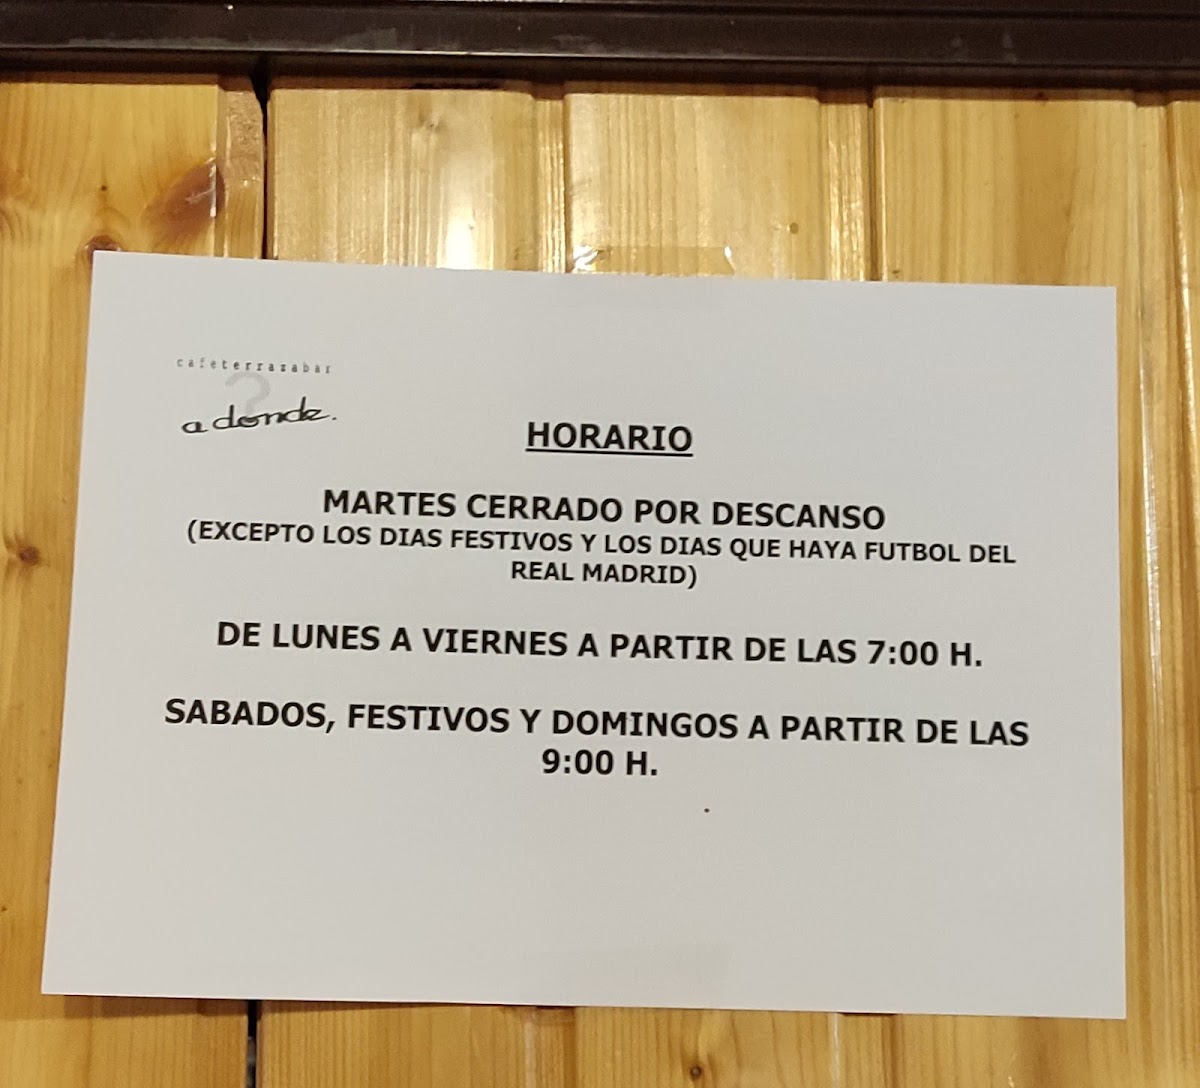 cafeterrazabar
?
a donde.
HORARIO
MARTES CERRADO POR DESCANSO
(EXCEPTO LOS DIAS FESTIVOS Y LOS DIAS QUE HAYA FUTBOL DEL
REAL MADRID)
DE LUNES A VIERNES A PARTIR DE LAS 7:00 H.
SABADOS, FESTIVOS Y DOMINGOS A PARTIR DE LAS
9:00 H.